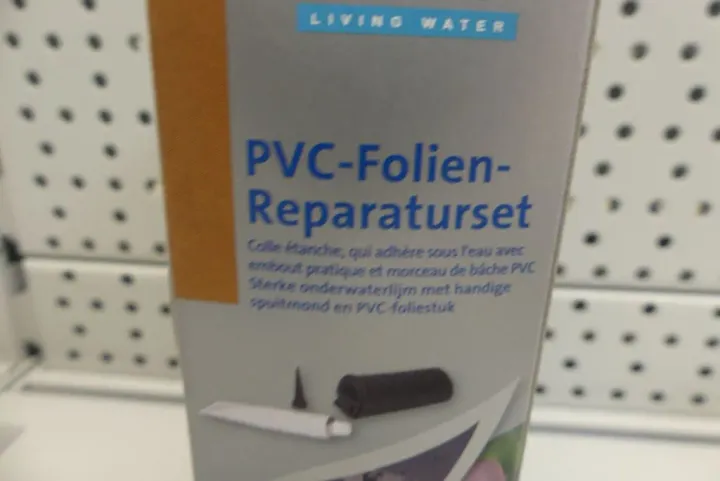 LIVING WATER
PVC-Folien-
Reparaturset
Colle étanche, qui adhère sous l'eau avec
embout pratique et morceau de bâche PVC
Sterke onderwaterlijm met handige
spuitmond en PVC-foliestuk